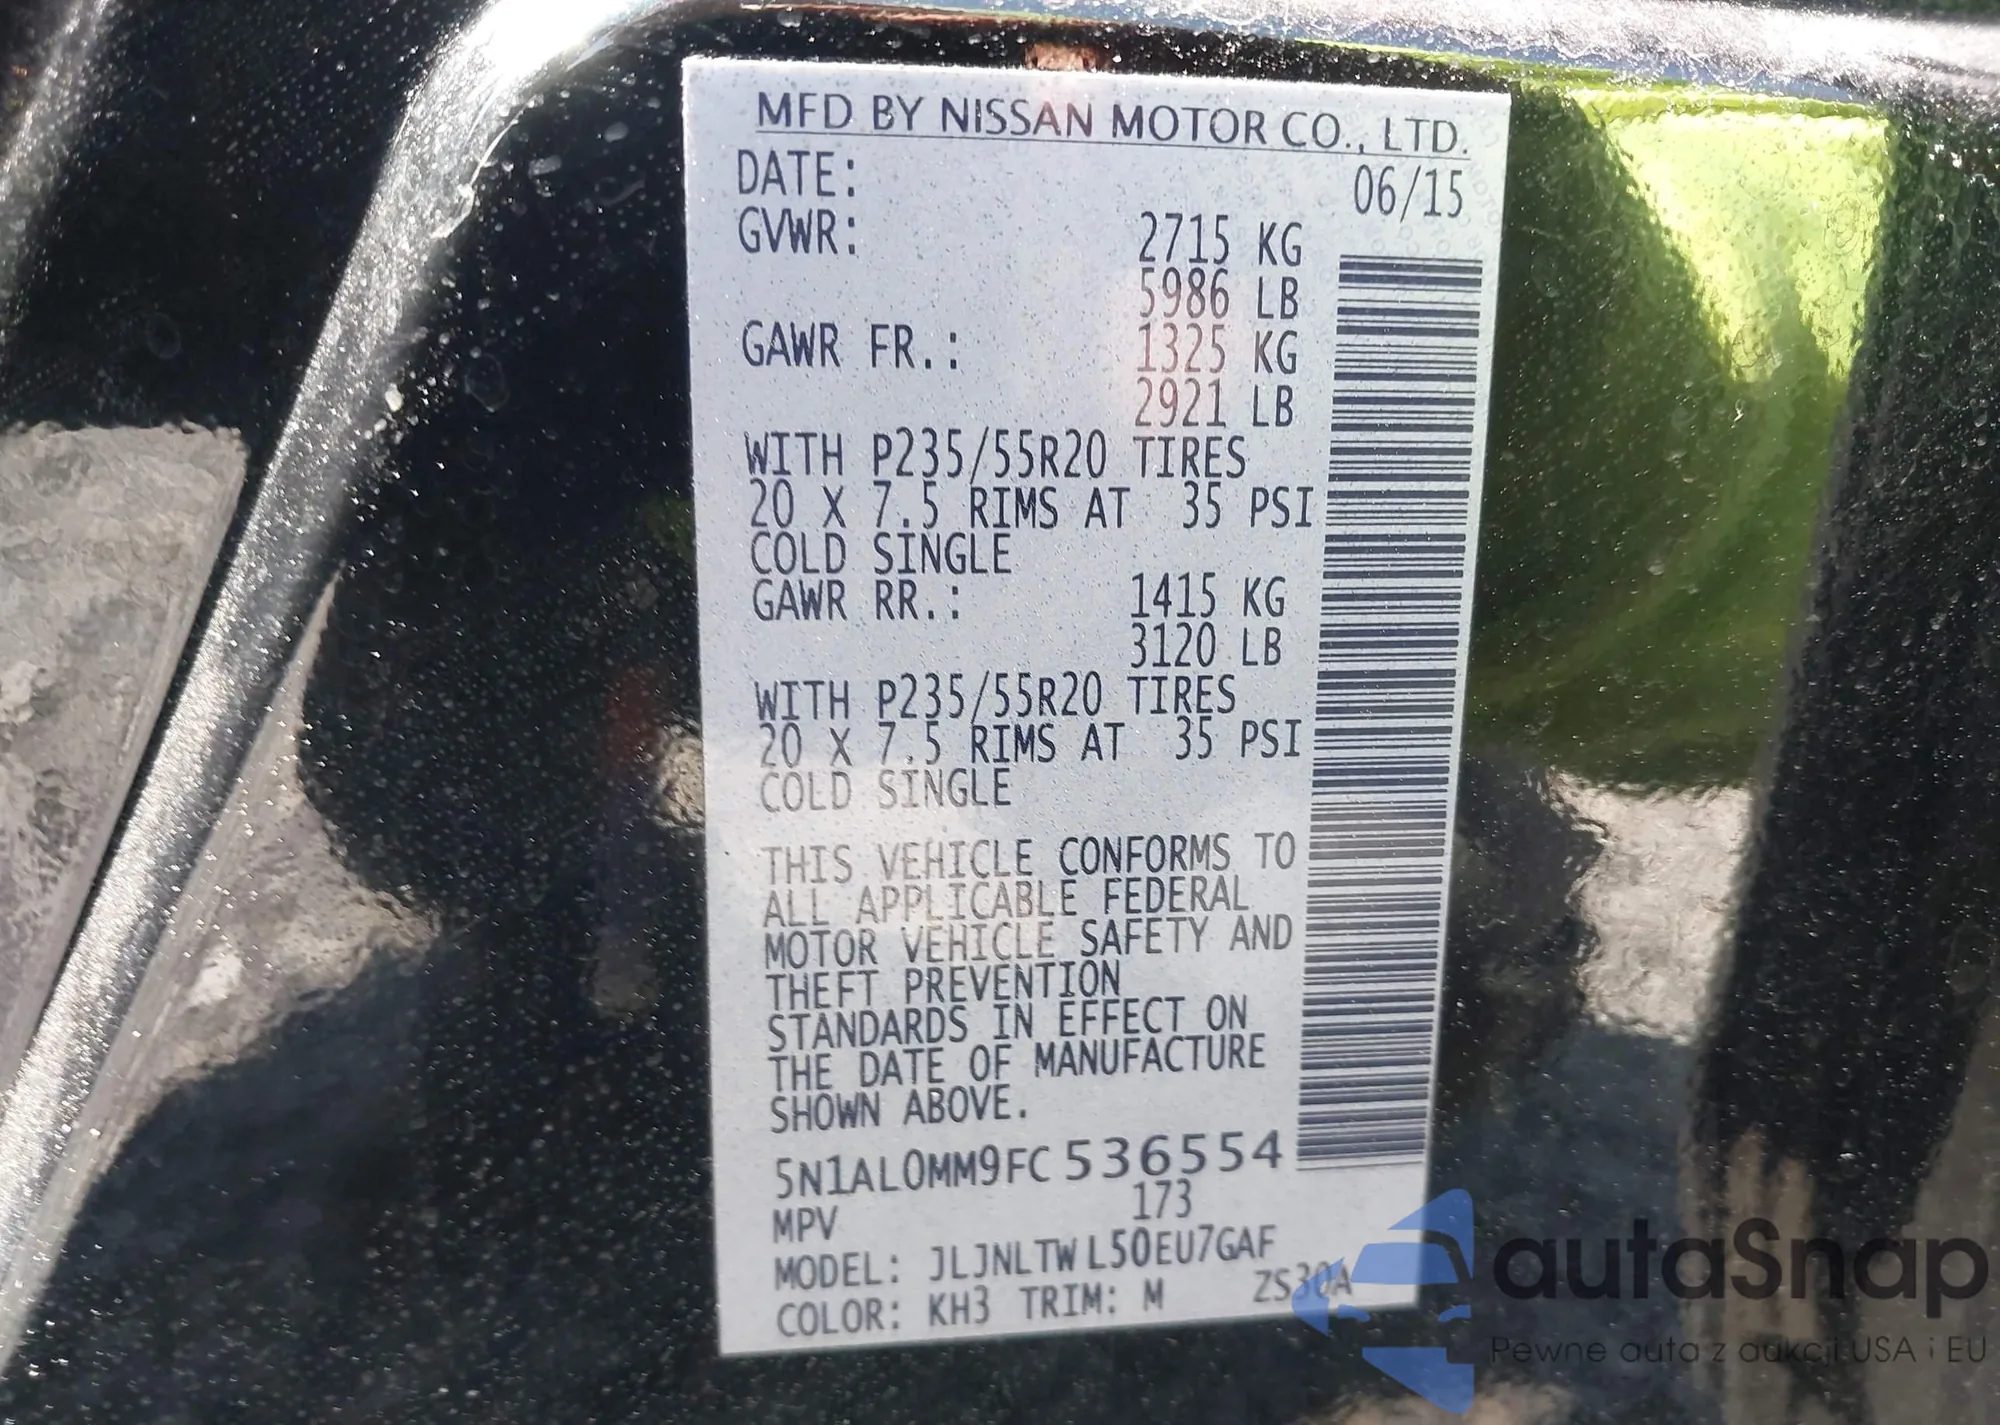 MFD BY NISSAN MOTOR CO., LTD.
DATE: 06/15
GVWR: 2715 KG
5986 LB
GAWR FR.: 1325 KG
2921 LB
WITH P235/55R20 TIRES
20 X 7.5 RIMS AT 35 PSI
COLD SINGLE
GAWR RR.: 1415 KG
3120 LB
WITH P235/55R20 TIRES
20 X 7.5 RIMS AT 35 PSI
COLD SINGLE
THIS VEHICLE CONFORMS TO
ALL APPLICABLE FEDERAL
MOTOR VEHICLE SAFETY AND
THEFT PREVENTION
STANDARDS IN EFFECT ON
THE DATE OF MANUFACTURE
SHOWN ABOVE.
5N1AL0MM9FC536554
MPV 173
MODEL: JLJNLTWL50EU7GAF
COLOR: KH3 TRIM: M ZS30A
autaSnap
Pewne auta z aukcji USA i EU